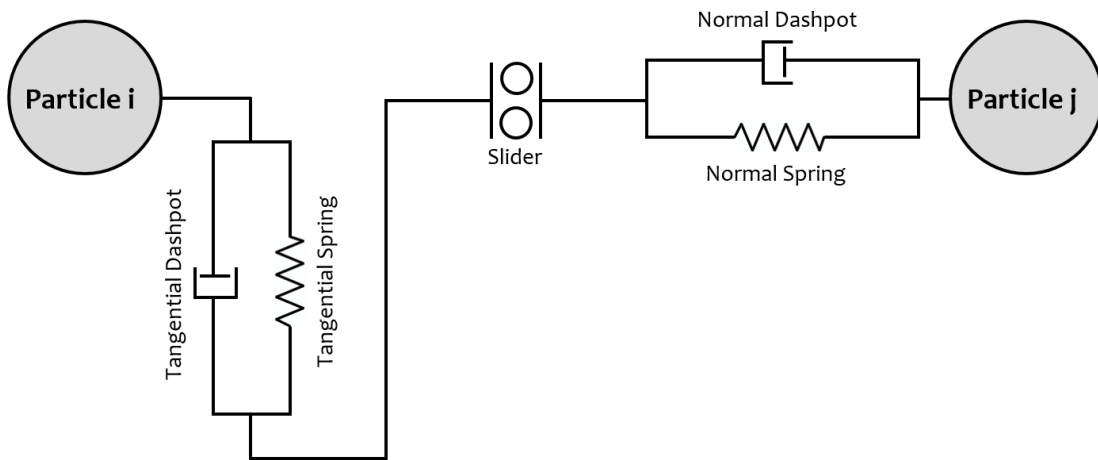 Normal Dashpot
Particle i
Particle j
Slider
Normal Spring
Tangential Dashpot
Tangential Spring